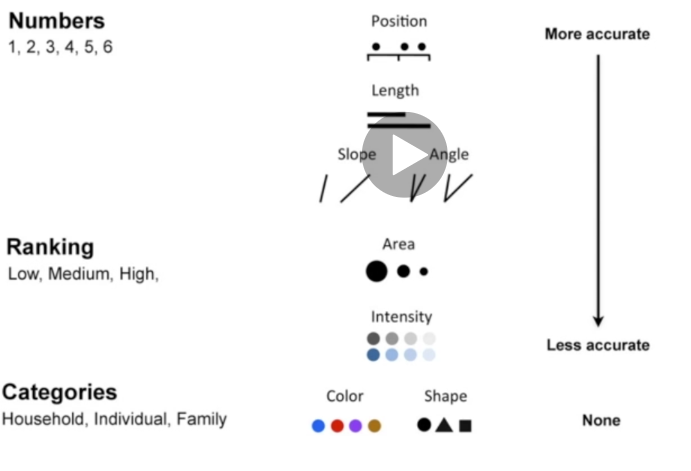 Numbers
1, 2, 3, 4, 5, 6
Position
More accurate
Length
Slope Angle
Ranking
Low, Medium, High,
Area
Intensity
Less accurate
Categories
Household, Individual, Family
Color Shape
None